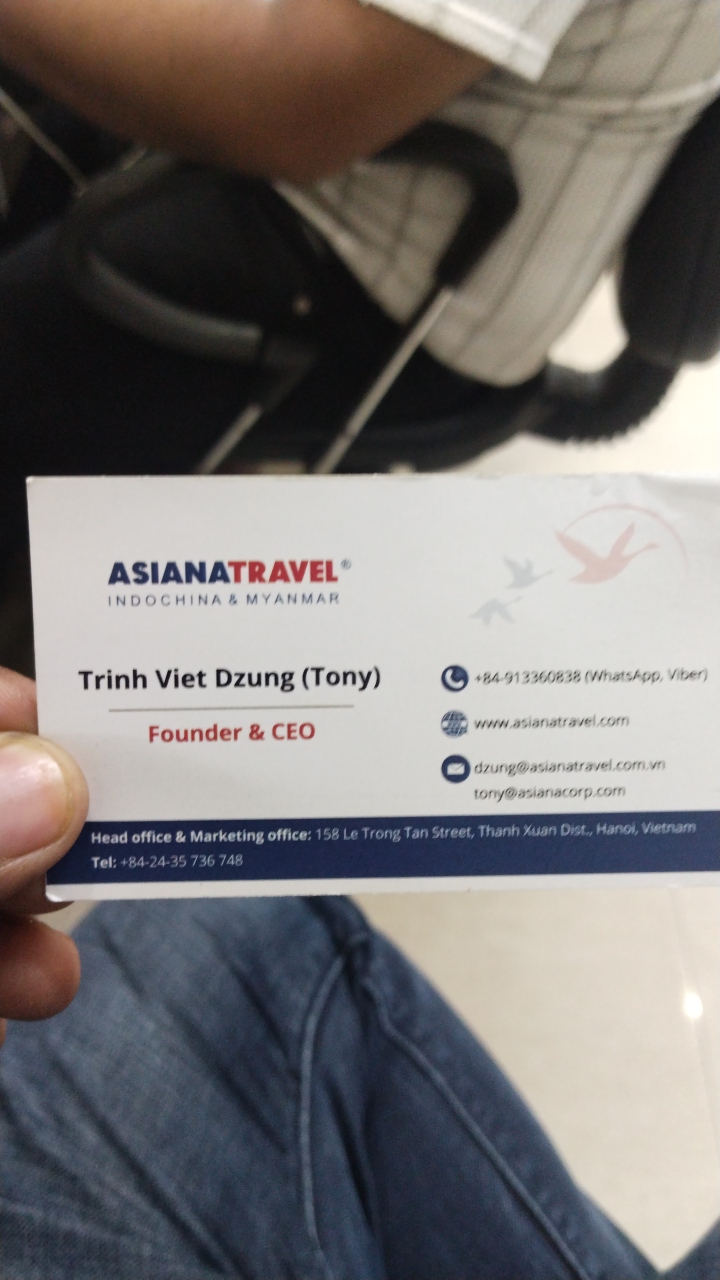 ASIANATRAVEL®
INDOCHINA & MYANMAR
Trinh Viet Dzung (Tony)
Founder & CEO
+84-913360838 (WhatsApp, Viber)
www.asianatravel.com
dzung@asianatravel.com.vn
tony@asianacorp.com
Head office & Marketing office: 158 Le Trong Tan Street, Thanh Xuan Dist., Hanoi, Vietnam
Tel: +84-24-35 736 748